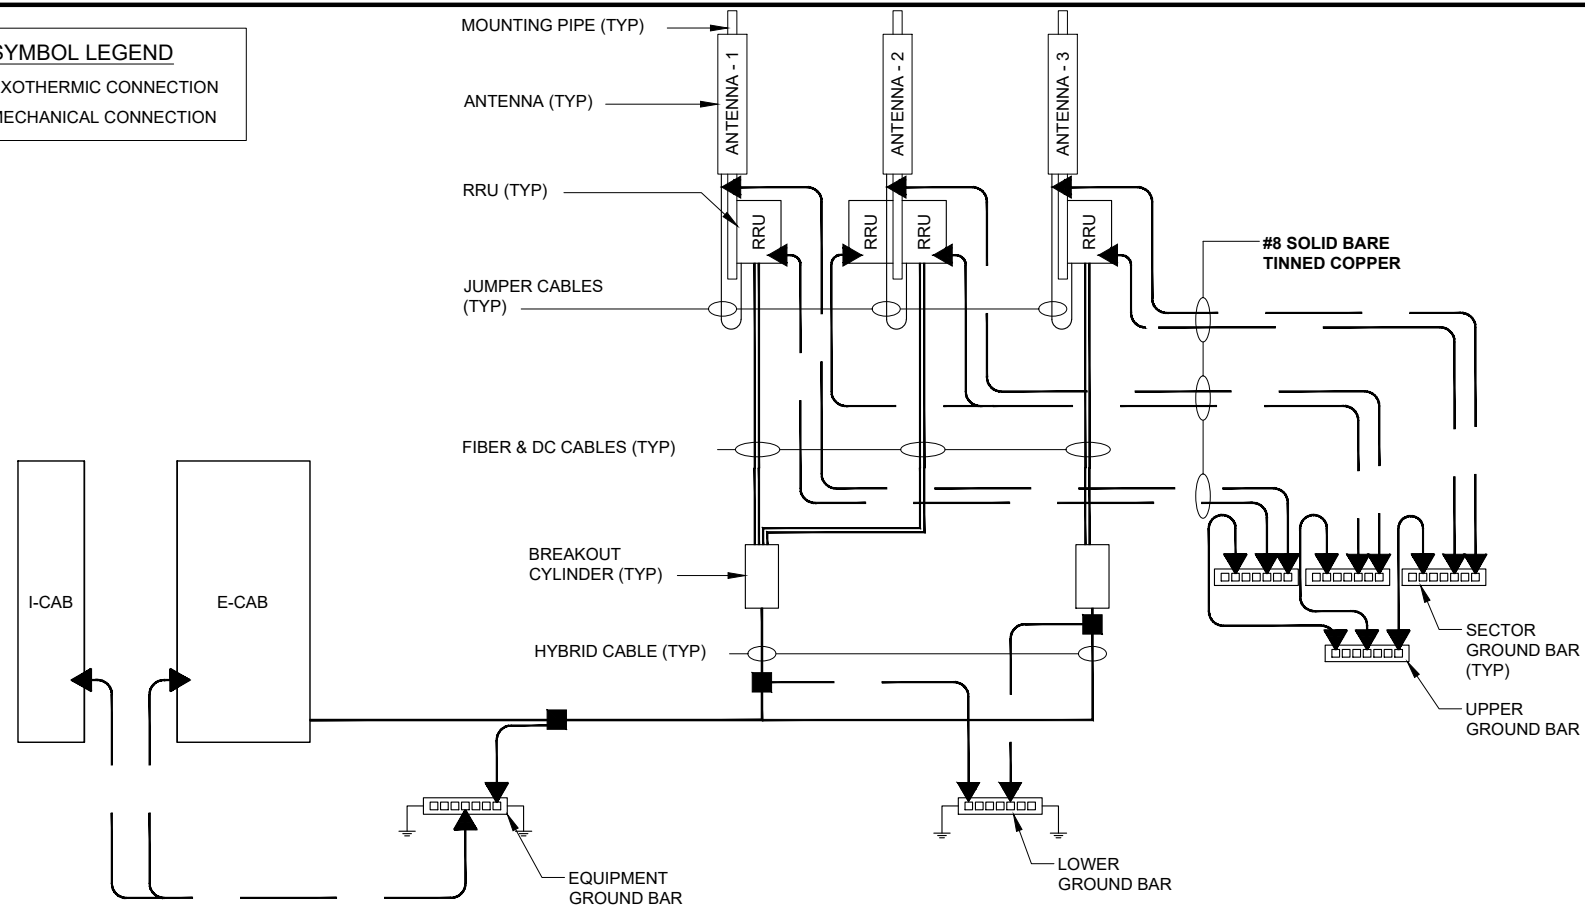 SYMBOL LEGEND
XOTHERMIC CONNECTION
MECHANICAL CONNECTION
MOUNTING PIPE (TYP)
ANTENNA (TYP)
RRU (TYP)
JUMPER CABLES
(TYP)
FIBER & DC CABLES (TYP)
BREAKOUT
CYLINDER (TYP)
HYBRID CABLE (TYP)
ANTENNA - 1
ANTENNA - 2
ANTENNA - 3
RRU
RRU
RRU
RRU
#8 SOLID BARE
TINNED COPPER
I-CAB
E-CAB
SECTOR
GROUND BAR
(TYP)
UPPER
GROUND BAR
EQUIPMENT
GROUND BAR
LOWER
GROUND BAR